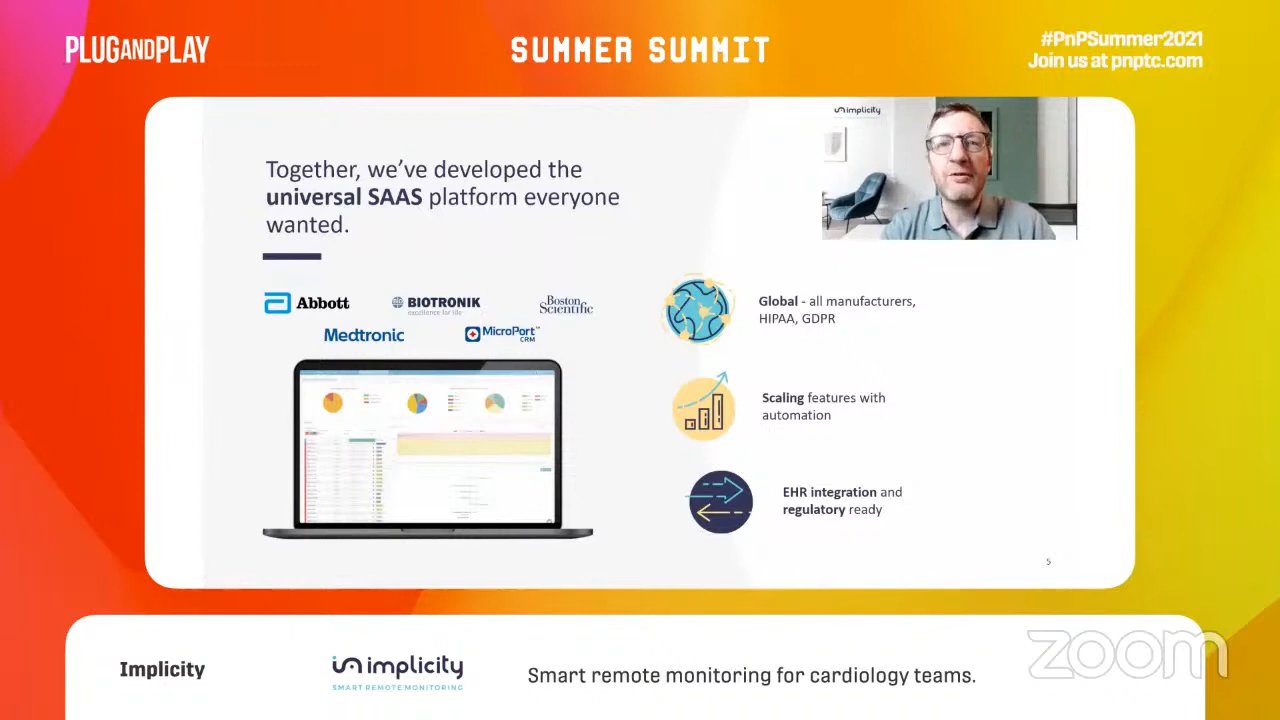 PLUGANDPLAY
SUMMER SUMMIT
#PnPSummer2021
Join us at pnptc.com
implicity
Together, we've developed the
universal SAAS platform everyone
wanted.
Abbott
BIOTRONIK
excellence for life
Boston
Scientific
Medtronic
MicroPort™
CRM
Global - all manufacturers,
HIPAA, GDPR
Scaling features with
automation
EHR integration and
regulatory ready
5
Implicity
implicity
SMART REMOTE MONITORING
Smart remote monitoring for cardiology teams.
zoom